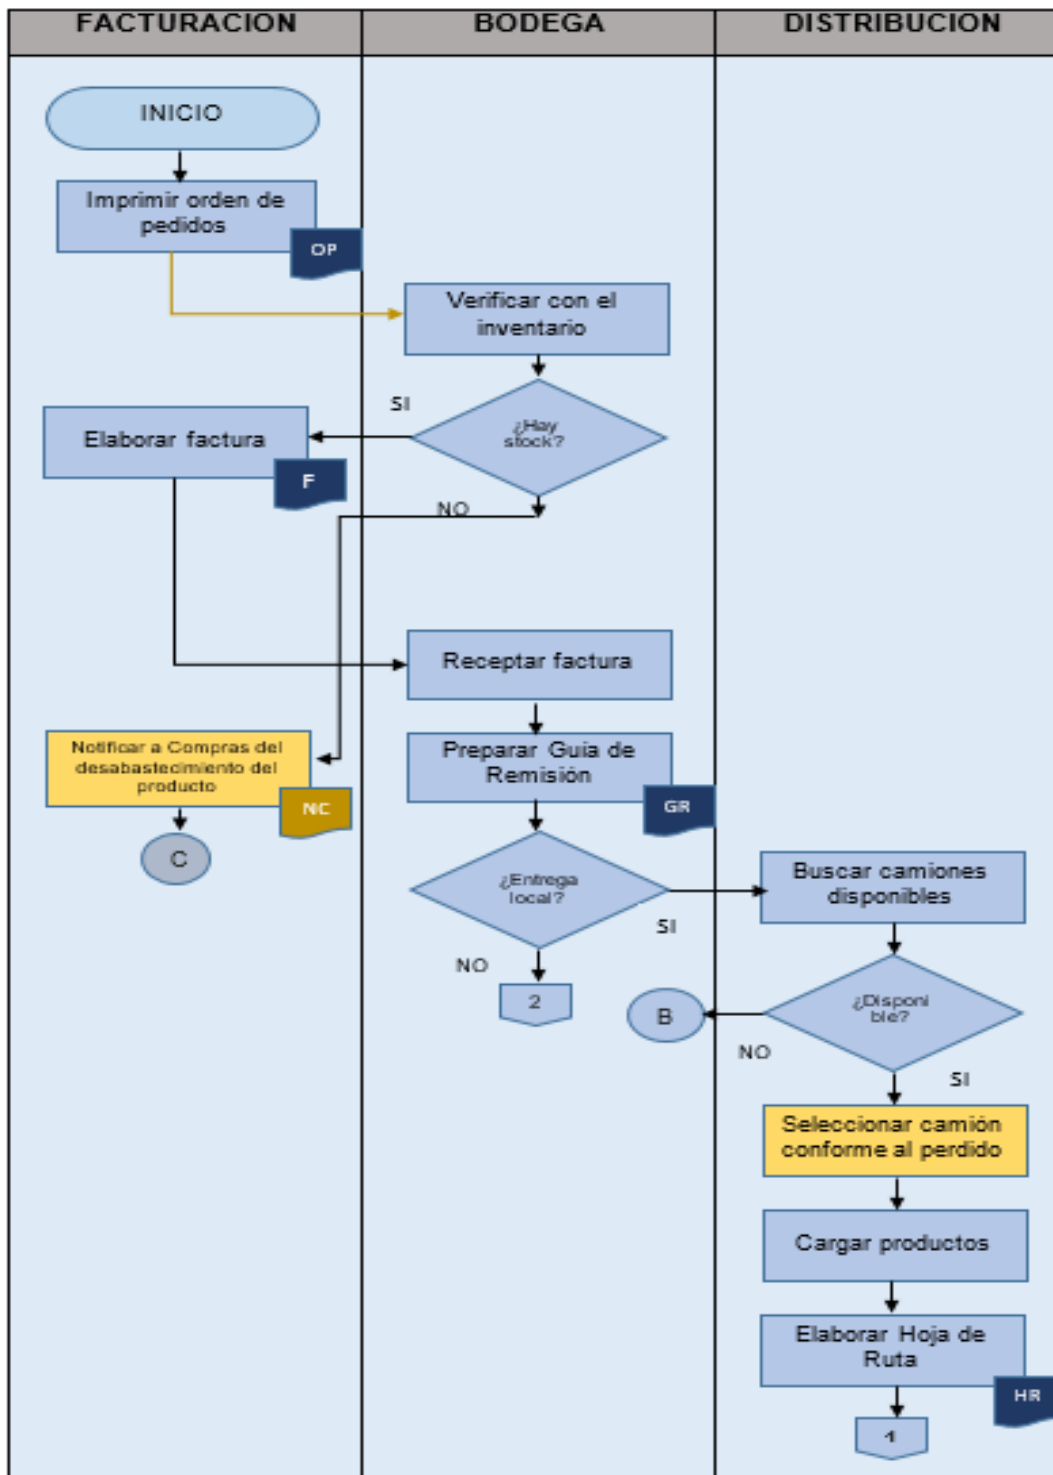 FACTURACION
BODEGA
DISTRIBUCION
INICIO
Imprimir orden de
pedidos
OP
Verificar con el
inventario
SI
¿Hay
stock?
Elaborar factura
F
NO
Receptar factura
Notificar a Compras del
desabastecimiento del
producto
NC
C
Preparar Guia de
Remisión
GR
¿Entrega
local?
SI
NO
2
Buscar camiones
disponibles
¿Disponi
ble?
B
NO
SI
Seleccionar camión
conforme al perdido
Cargar productos
Elaborar Hoja de
Ruta
HR
1